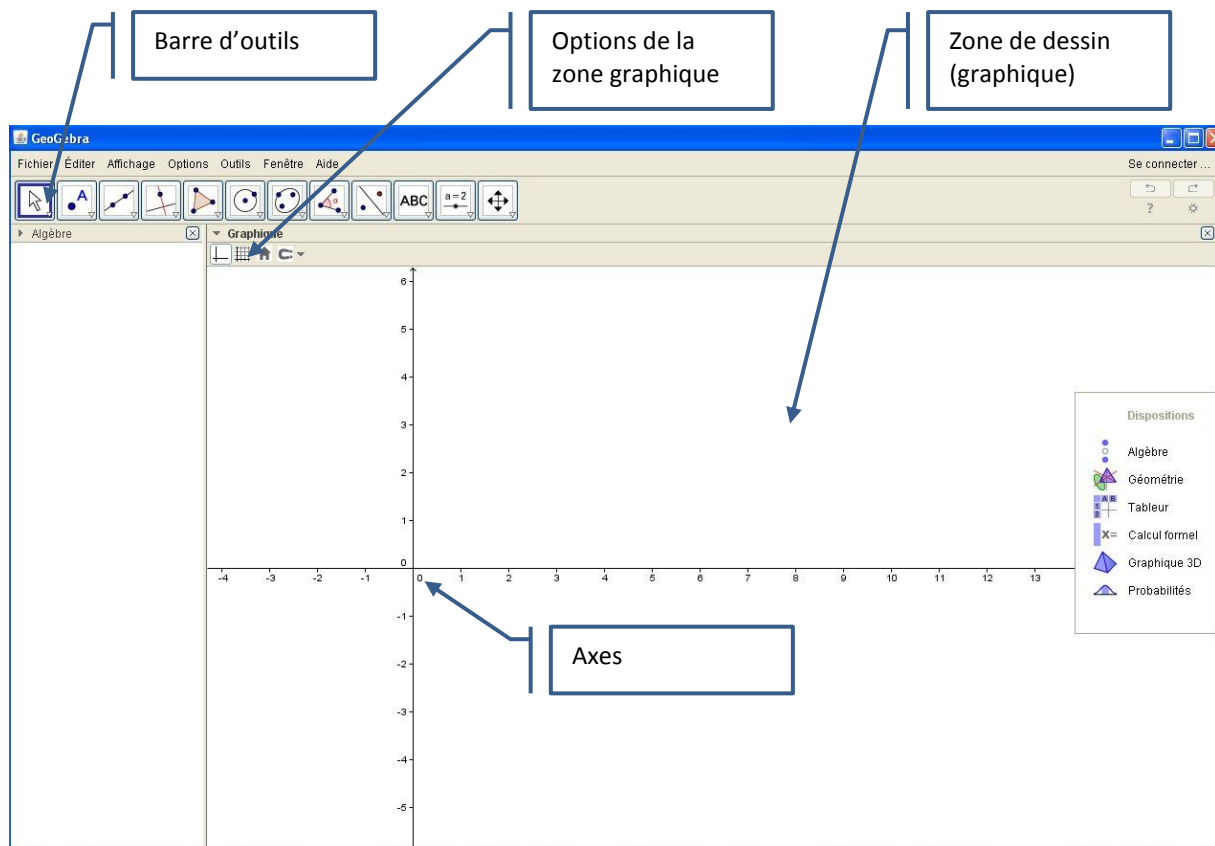 Barre d'outils
Options de la
zone graphique
Zone de dessin
(graphique)
GeoGebra
Fichier Éditer Affichage Options Outils Fenêtre Aide
Se connecter ...
A
α
ABC
a=2
?
Algèbre
Graphique
6
5
4
3
2
1
0
-4 -3 -2 -1 0 1 2 3 4 5 6 7 8 9 10 11 12 13
-1
-2
-3
-4
-5
Axes
Dispositions
Algèbre
Géométrie
A B
1
2
Tableur
X=
Calcul formel
Graphique 3D
Probabilités